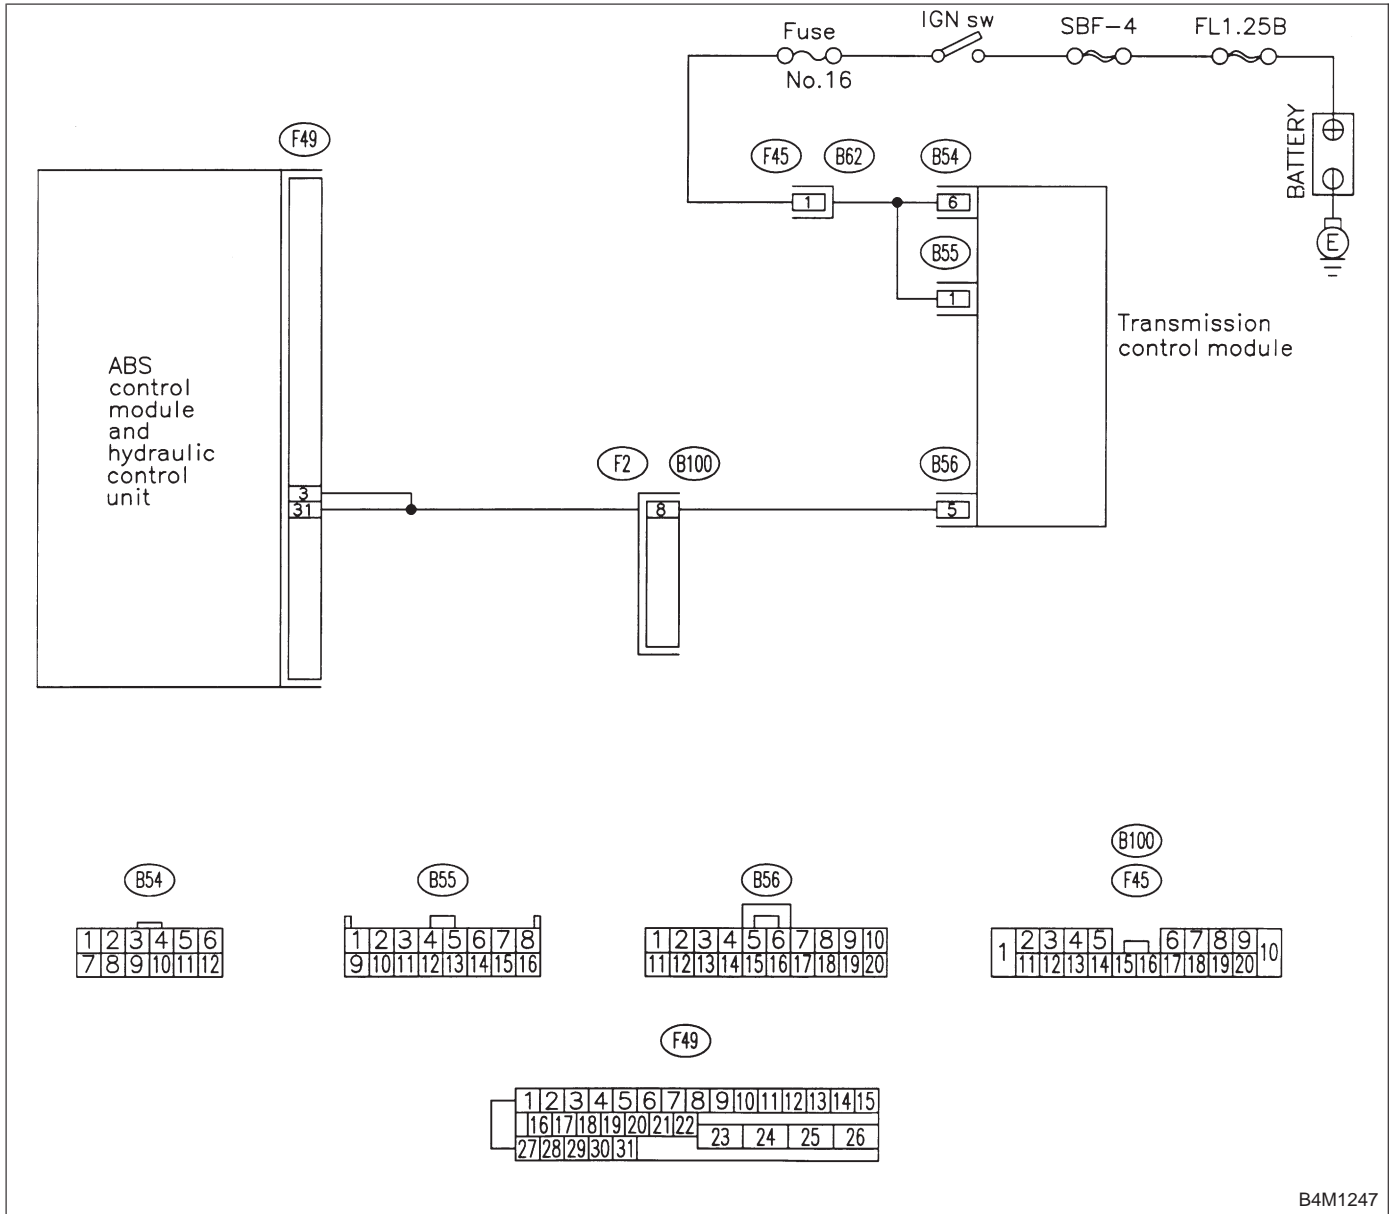 IGN sw
SBF-4
FL1.25B
Fuse
No.16
BATTERY
F49
F45
B62
B54
1
6
E
B55
1
Transmission
control module
ABS
control
module
and
hydraulic
control
unit
F2
B100
B56
3
31
8
5
B100
B54
B55
B56
F45
1 2 3 4 5 6
7 8 9 10 11 12
1 2 3 4 5 6 7 8
9 10 11 12 13 14 15 16
1 2 3 4 5 6 7 8 9 10
11 12 13 14 15 16 17 18 19 20
1 2 3 4 5 6 7 8 9 10
11 12 13 14 15 16 17 18 19 20
F49
1 2 3 4 5 6 7 8 9 10 11 12 13 14 15
16 17 18 19 20 21 22
23 24 25 26
27 28 29 30 31
B4M1247